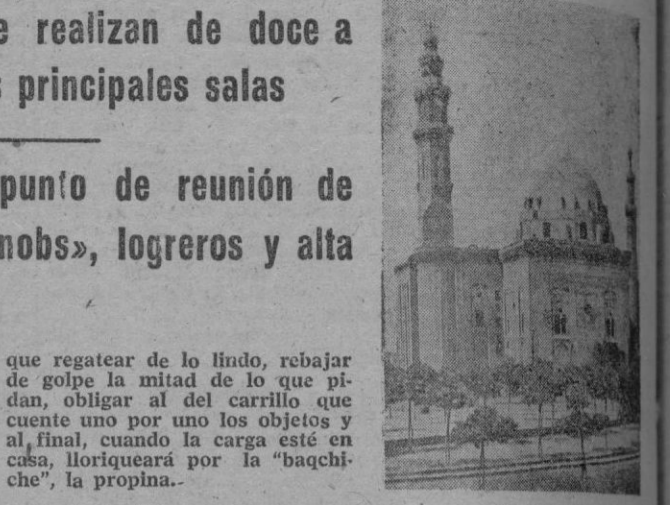 e realizan de doce a
s principales salas
punto de reunión de
nobs», logreros y alta
que regatear de lo lindo, rebajar
de golpe la mitad de lo que pi-
dan, obligar al del carrillo que
cuente uno por uno los objetos y
al final, cuando la carga esté en
casa, lloriqueará por la "baqchi-
che", la propina.-